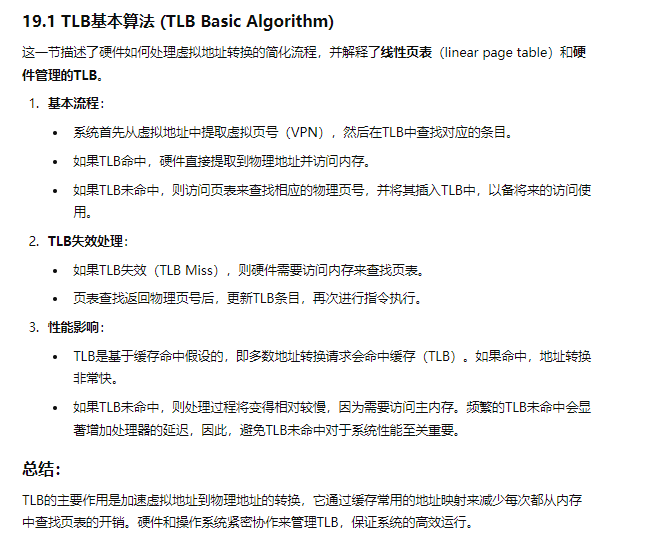 19.1 TLB基本算法 (TLB Basic Algorithm)
这一节描述了硬件如何处理虚拟地址转换的简化流程，并解释了线性页表（linear page table）和硬
件管理的TLB。
1. 基本流程：
• 系统首先从虚拟地址中提取虚拟页号（VPN），然后在TLB中查找对应的条目。
• 如果TLB命中，硬件直接提取到物理地址并访问内存。
• 如果TLB未命中，则访问页表来查找相应的物理页号，并将其插入TLB中，以备将来的访问使
用。
2. TLB失效处理：
• 如果TLB失效（TLB Miss），则硬件需要访问内存来查找页表。
• 页表查找返回物理页号后，更新TLB条目，再次进行指令执行。
3. 性能影响：
• TLB是基于缓存命中假设的，即多数地址转换请求会命中缓存（TLB）。如果命中，地址转换
非常快。
• 如果TLB未命中，则处理过程将变得相对较慢，因为需要访问主内存。频繁的TLB未命中会显
著增加处理器的延迟，因此，避免TLB未命中对于系统性能至关重要。
总结：
TLB的主要作用是加速虚拟地址到物理地址的转换，它通过缓存常用的地址映射来减少每次都从内存
中查找页表的开销。硬件和操作系统紧密协作来管理TLB，保证系统的高效运行。